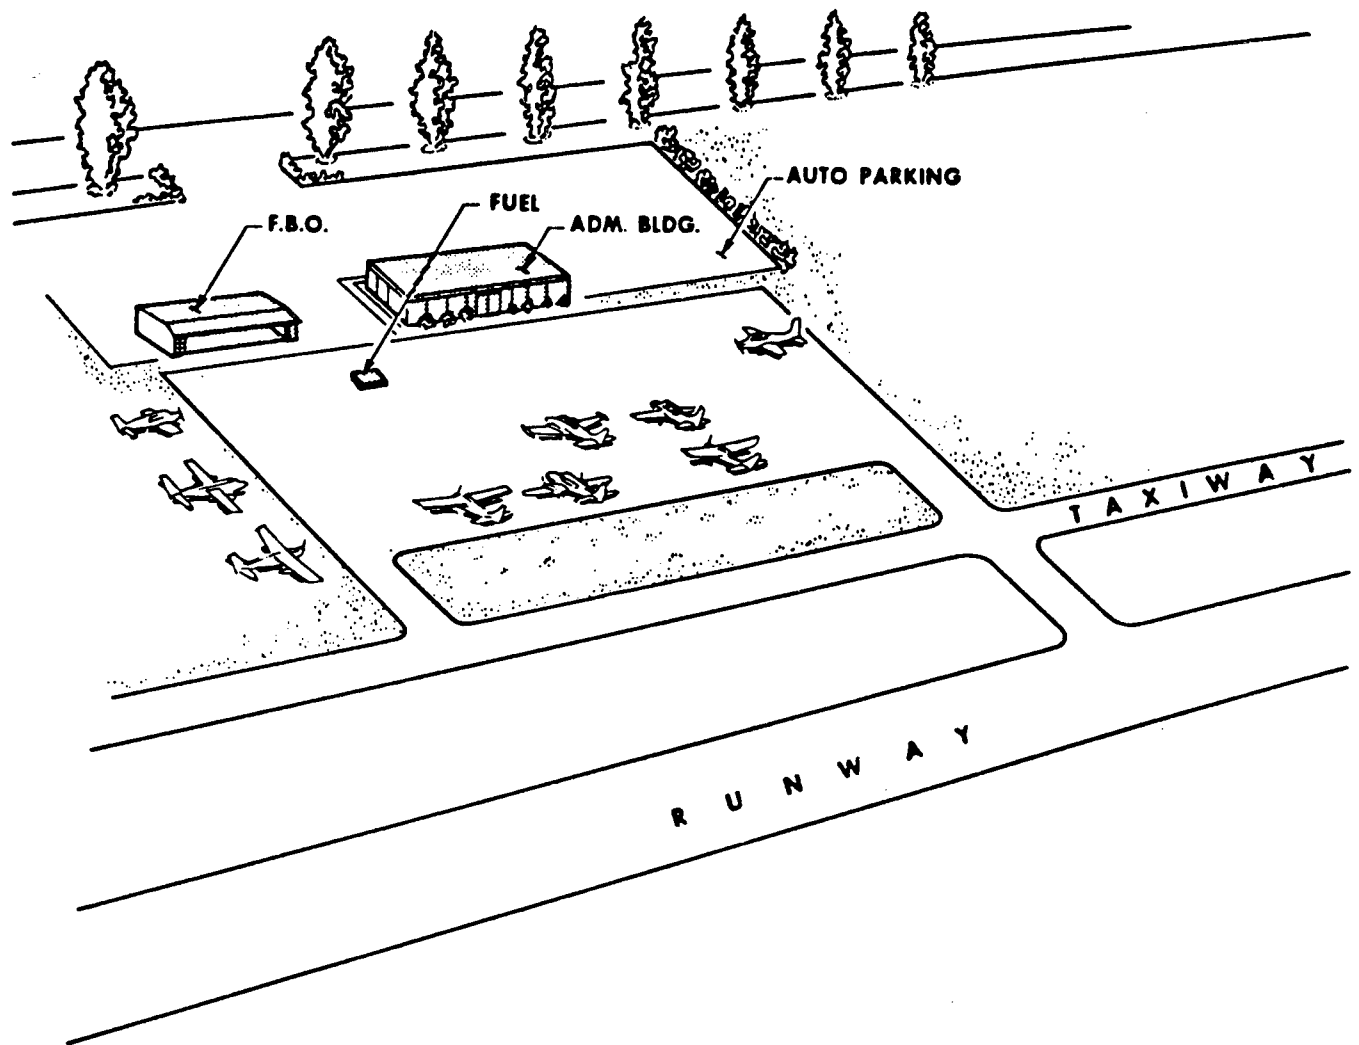 AUTO PARKING
FUEL
F.B.O.
ADM. BLDG.
TAXIWAY
RUNWAY